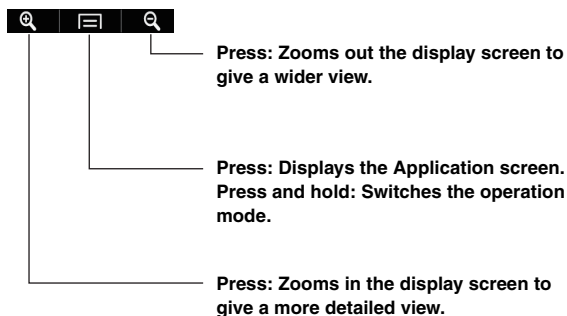 Press: Zooms out the display screen to
give a wider view.
Press: Displays the Application screen.
Press and hold: Switches the operation
mode.
Press: Zooms in the display screen to
give a more detailed view.